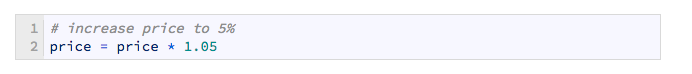 1 # increase price to 5%
2 price = price * 1.05